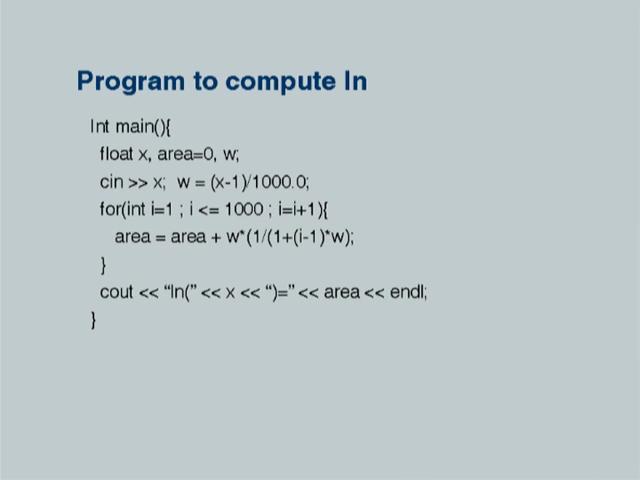 Program to compute ln
Int main(){
float x, area=0, w;
cin >> x; w = (x-1)/1000.0;
for(int i=1 ; i <= 1000 ; i=i+1){
area = area + w*(1/(1+(i-1)*w);
}
cout << “ln(” << x << “)=” << area << endl;
}